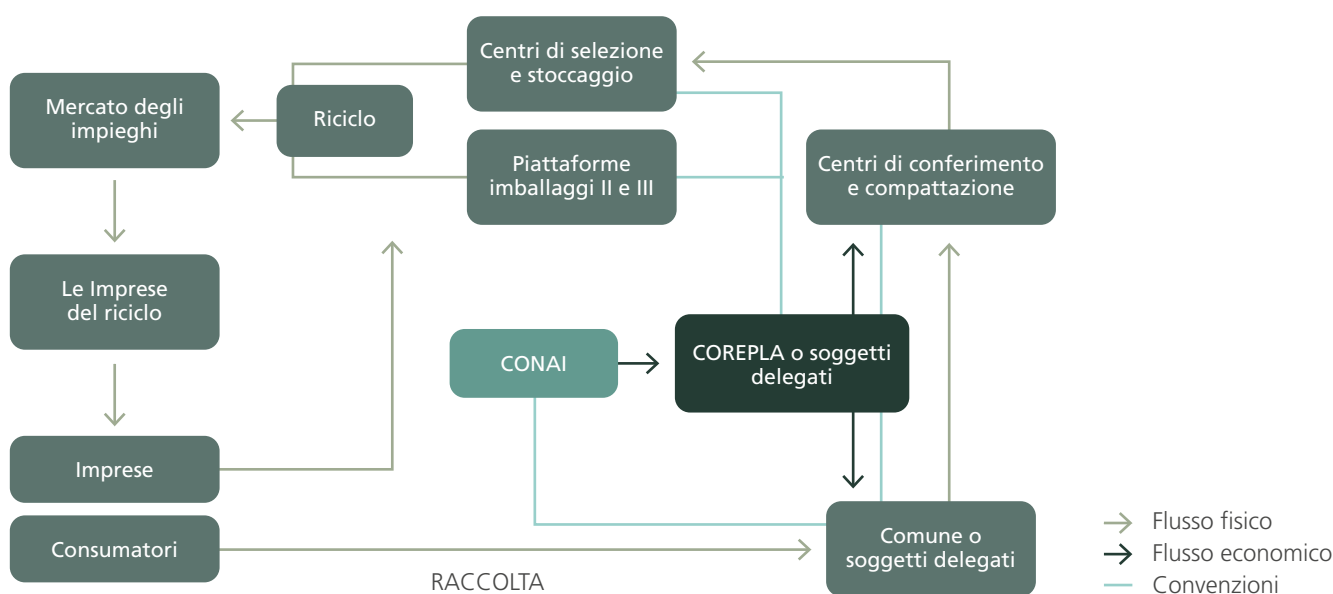 Centri di selezione
e stoccaggio
Mercato degli
impieghi
Riciclo
Piattaforme
imballaggi II e III
Centri di conferimento
e compattazione
Le Imprese
del riciclo
CONAI
COREPLA o soggetti
delegati
Imprese
Consumatori
RACCOLTA
Comune o
soggetti delegati
Flusso fisico
Flusso economico
Convenzioni